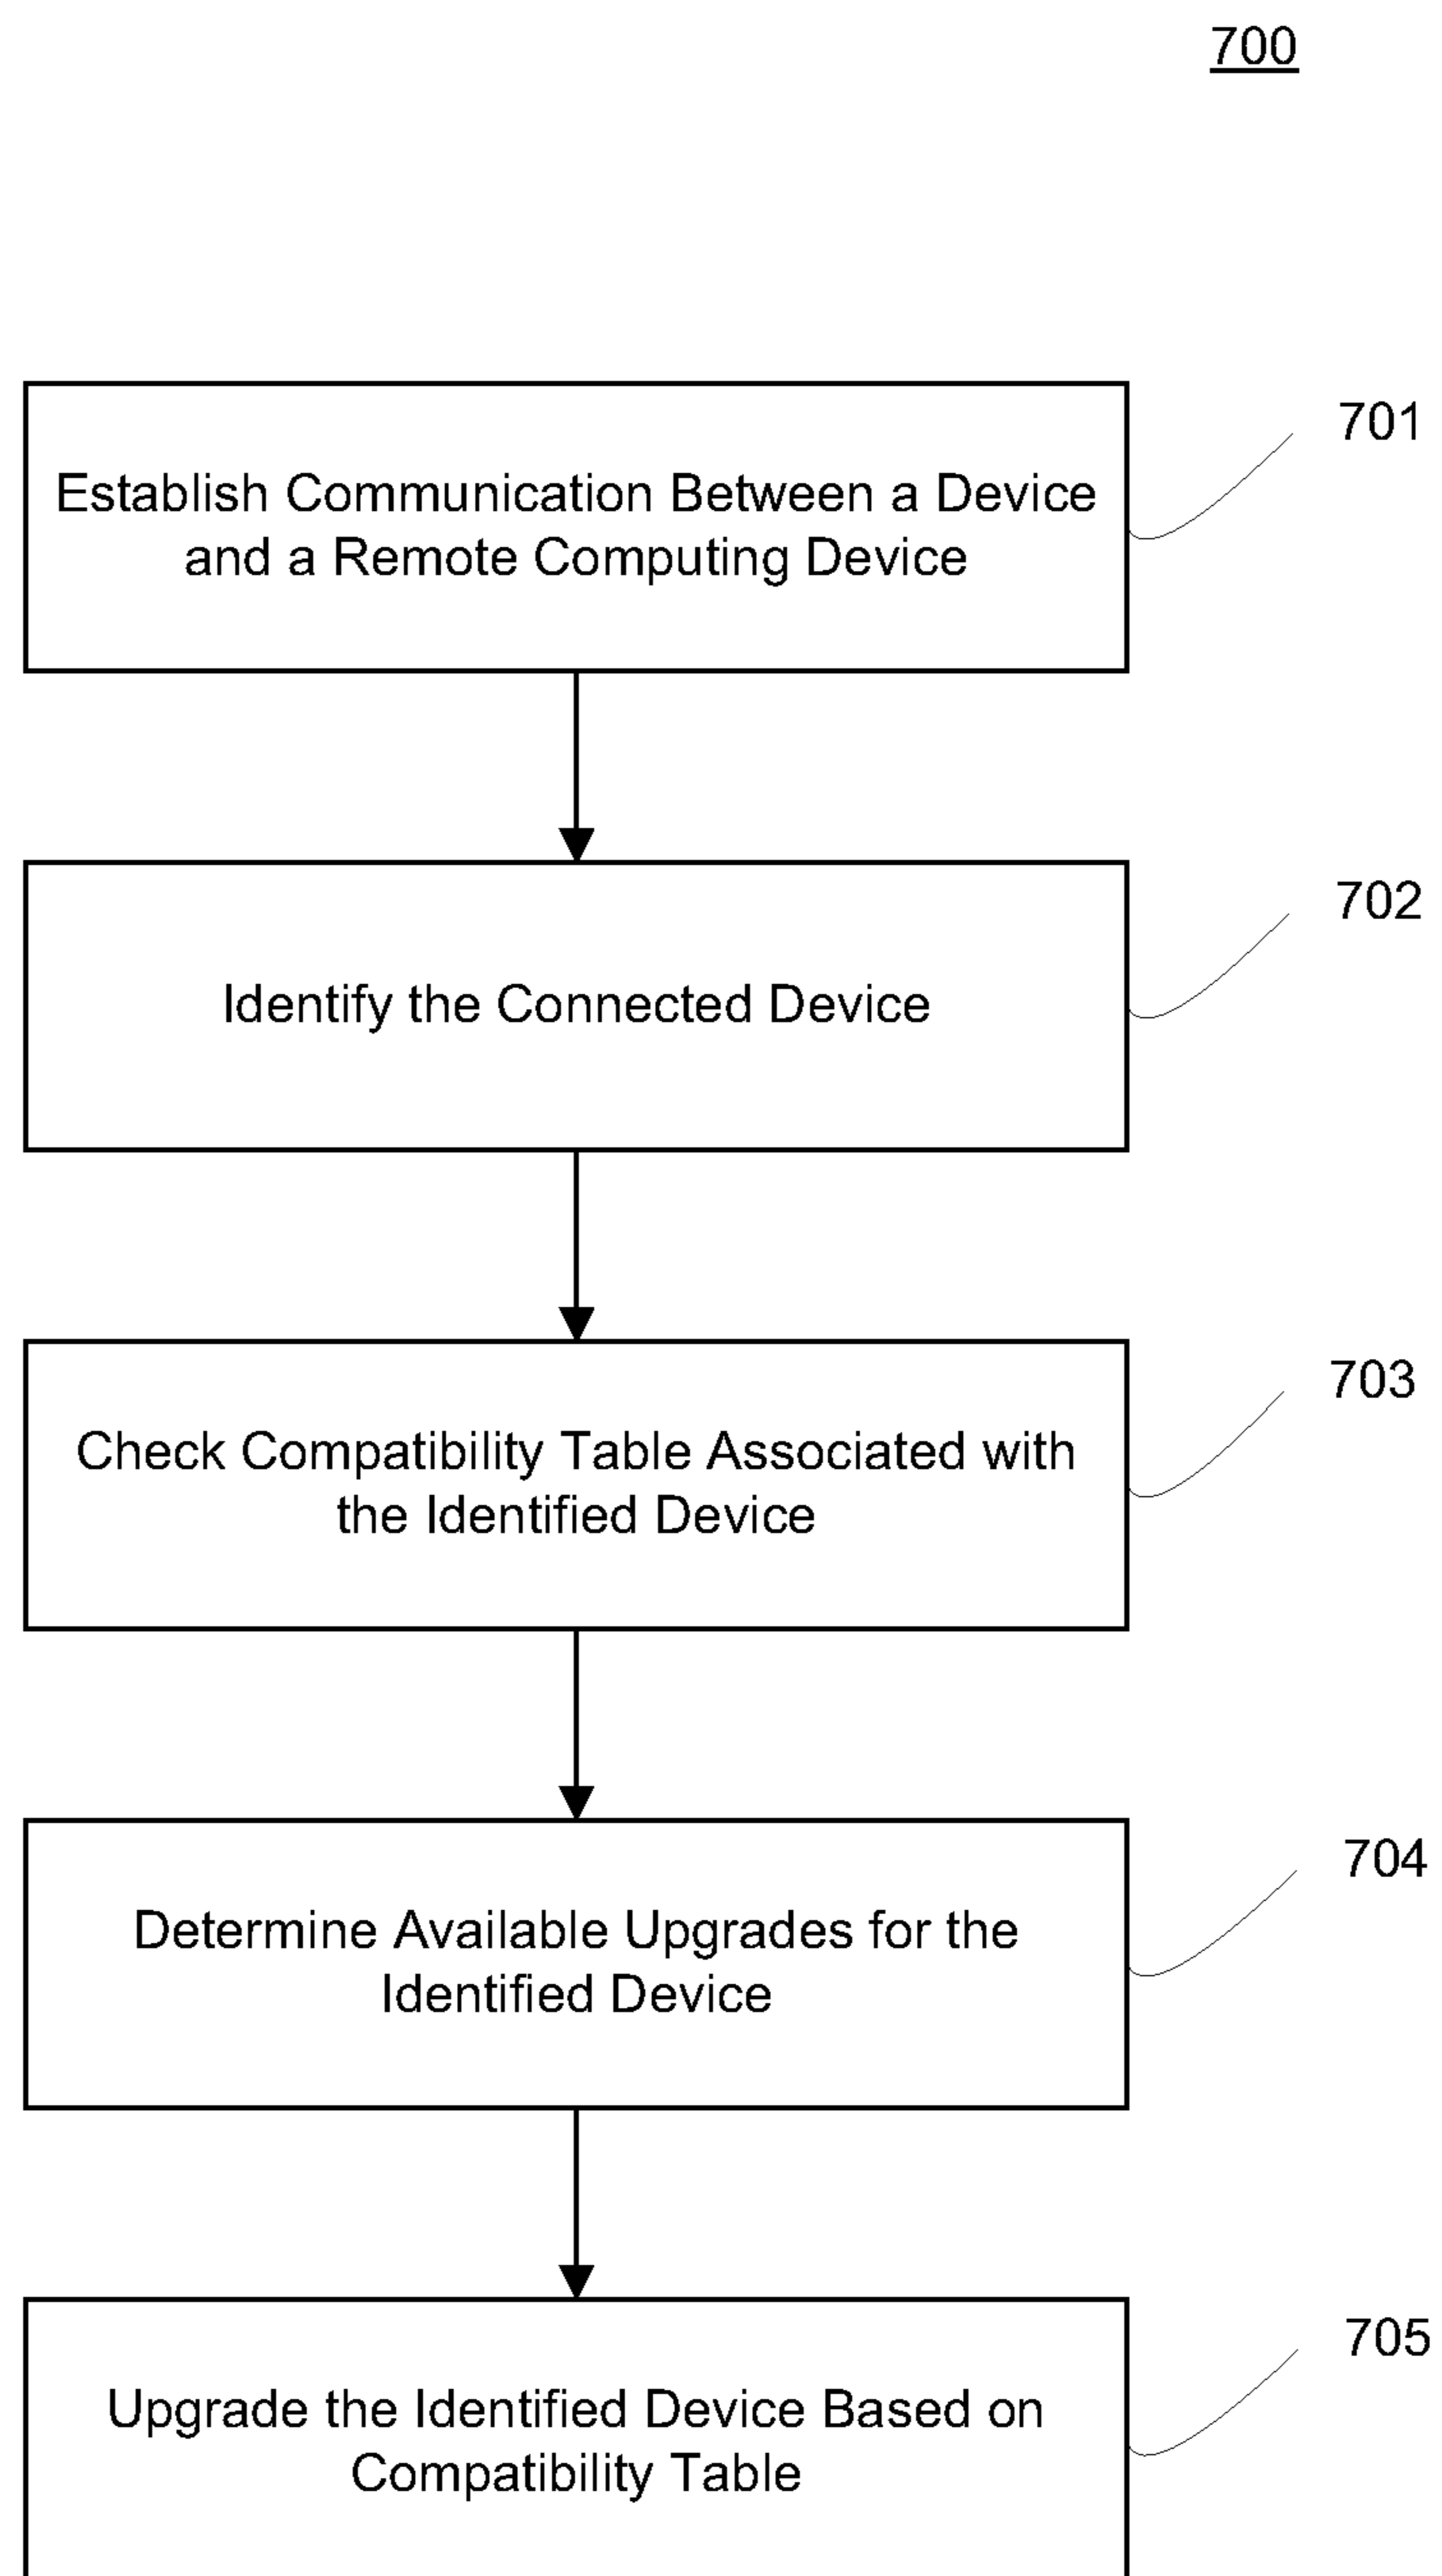 700
701
Establish Communication Between a Device
and a Remote Computing Device
702
Identify the Connected Device
703
Check Compatibility Table Associated with
the Identified Device
704
Determine Available Upgrades for the
Identified Device
705
Upgrade the Identified Device Based on
Compatibility Table